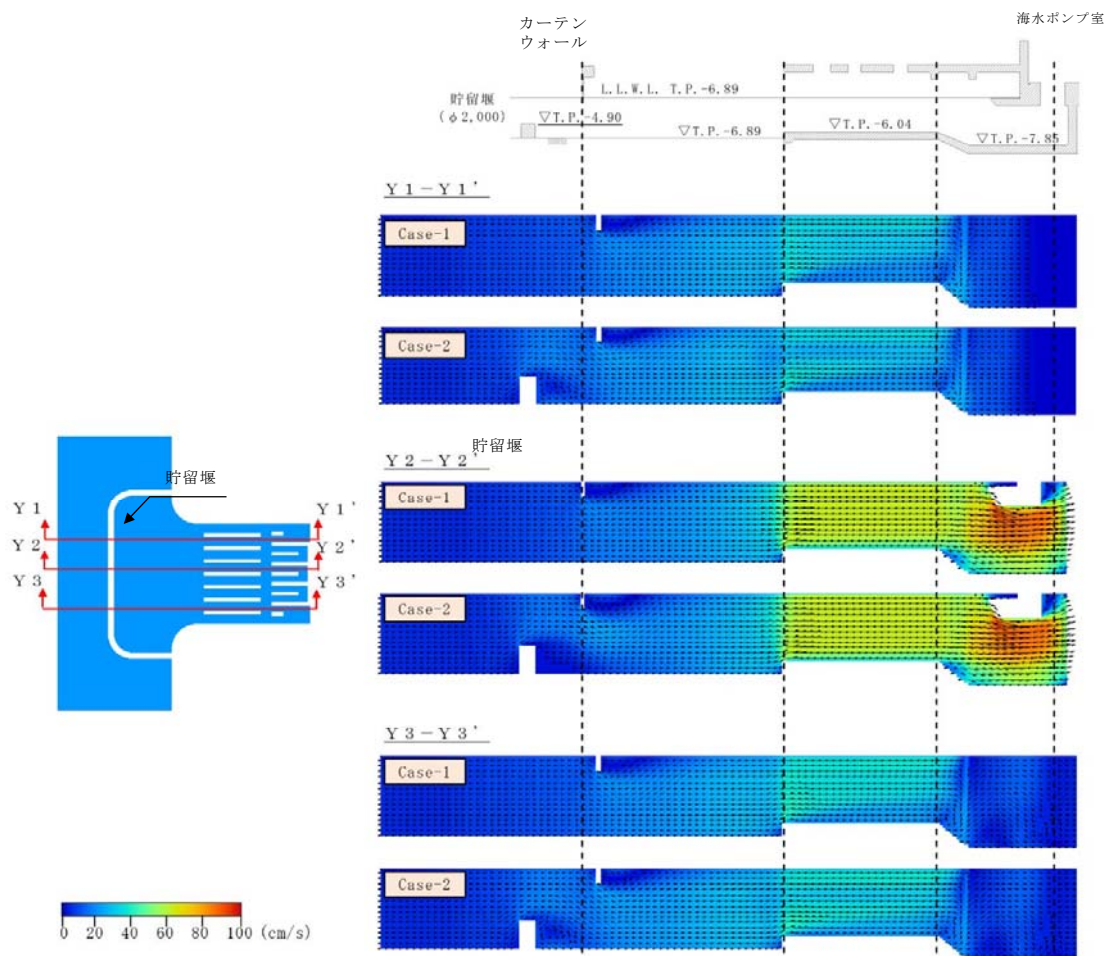 カーテン
ウォール
海水ポンプ室
L.L.W.L. T.P.-6.89
貯留堰
(φ2,000)
▽T.P.-4.90
▽T.P.-6.89
▽T.P.-6.04
▽T.P.-7.85
Y1-Y1'
Case-1
Case-2
貯留堰
Y2-Y2'
Case-1
Case-2
Y3-Y3'
Case-1
Case-2
貯留堰
Y1
Y1'
Y2
Y2'
Y3
Y3'
0 20 40 60 80 100 (cm/s)